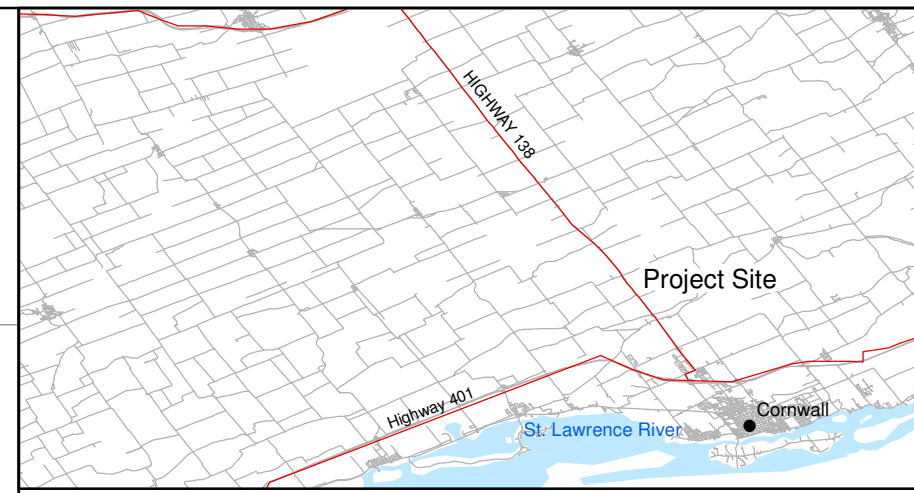 HIGHWAY 138
Project Site
Highway 401
Cornwall
St. Lawrence River